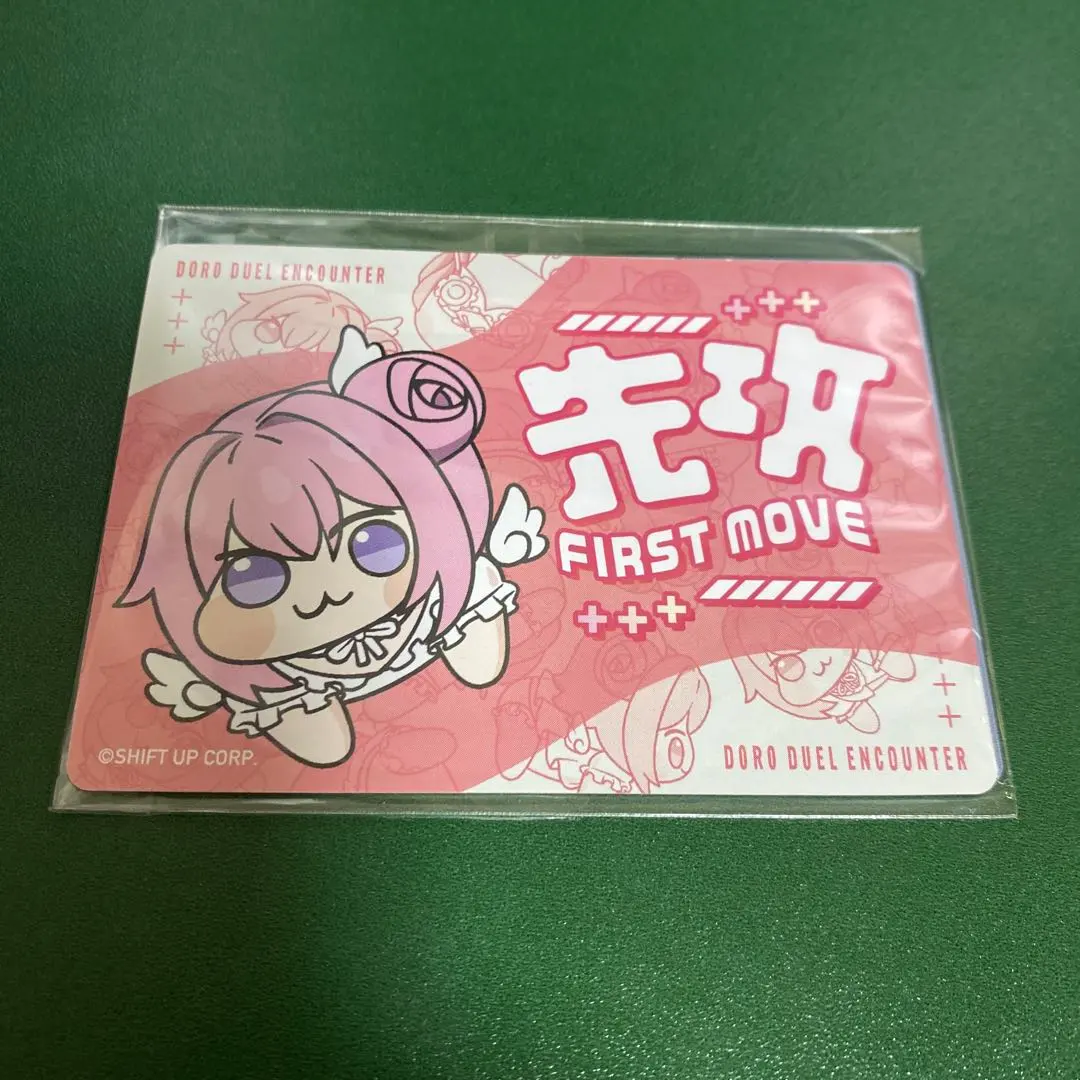 DORO DUEL ENCOUNTER
先攻
FIRST MOVE
©SHIFT UP CORP.
DORO DUEL ENCOUNTER